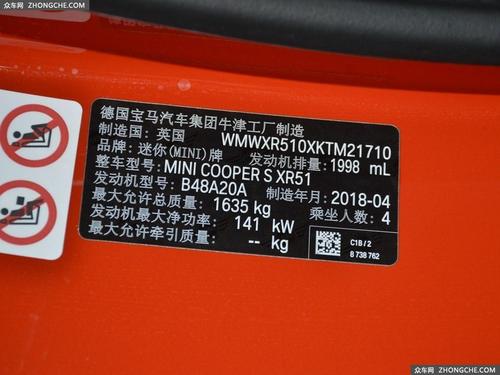 众车网 ZHONGCHE.COM
德国宝马汽车集团牛津工厂制造
制造国: 英国 WMWXR510XKTM21710
品牌: 迷你(MINI)牌 发动机排量: 1998 mL
整车型号: MINI COOPER S XR51
发动机型号: B48A20A 制造年月: 2018-04
最大允许总质量: 1635 kg 乘坐人数: 4
发动机最大净功率: 141 kW
最大允许牵引质量: -- kg
C1B / 2
8 738 762
众车网 ZHONGCHE.COM